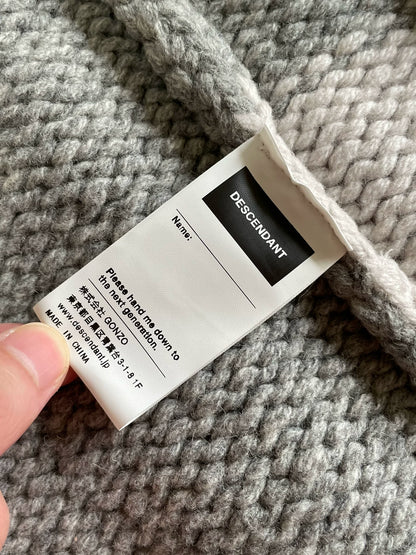 DESCENDANT
Name:
Please hand me down to
the next generation.
株式会社 GONZO
東京都目黒区青葉台3-1-8 1F
www.descendant.jp
MADE IN CHINA